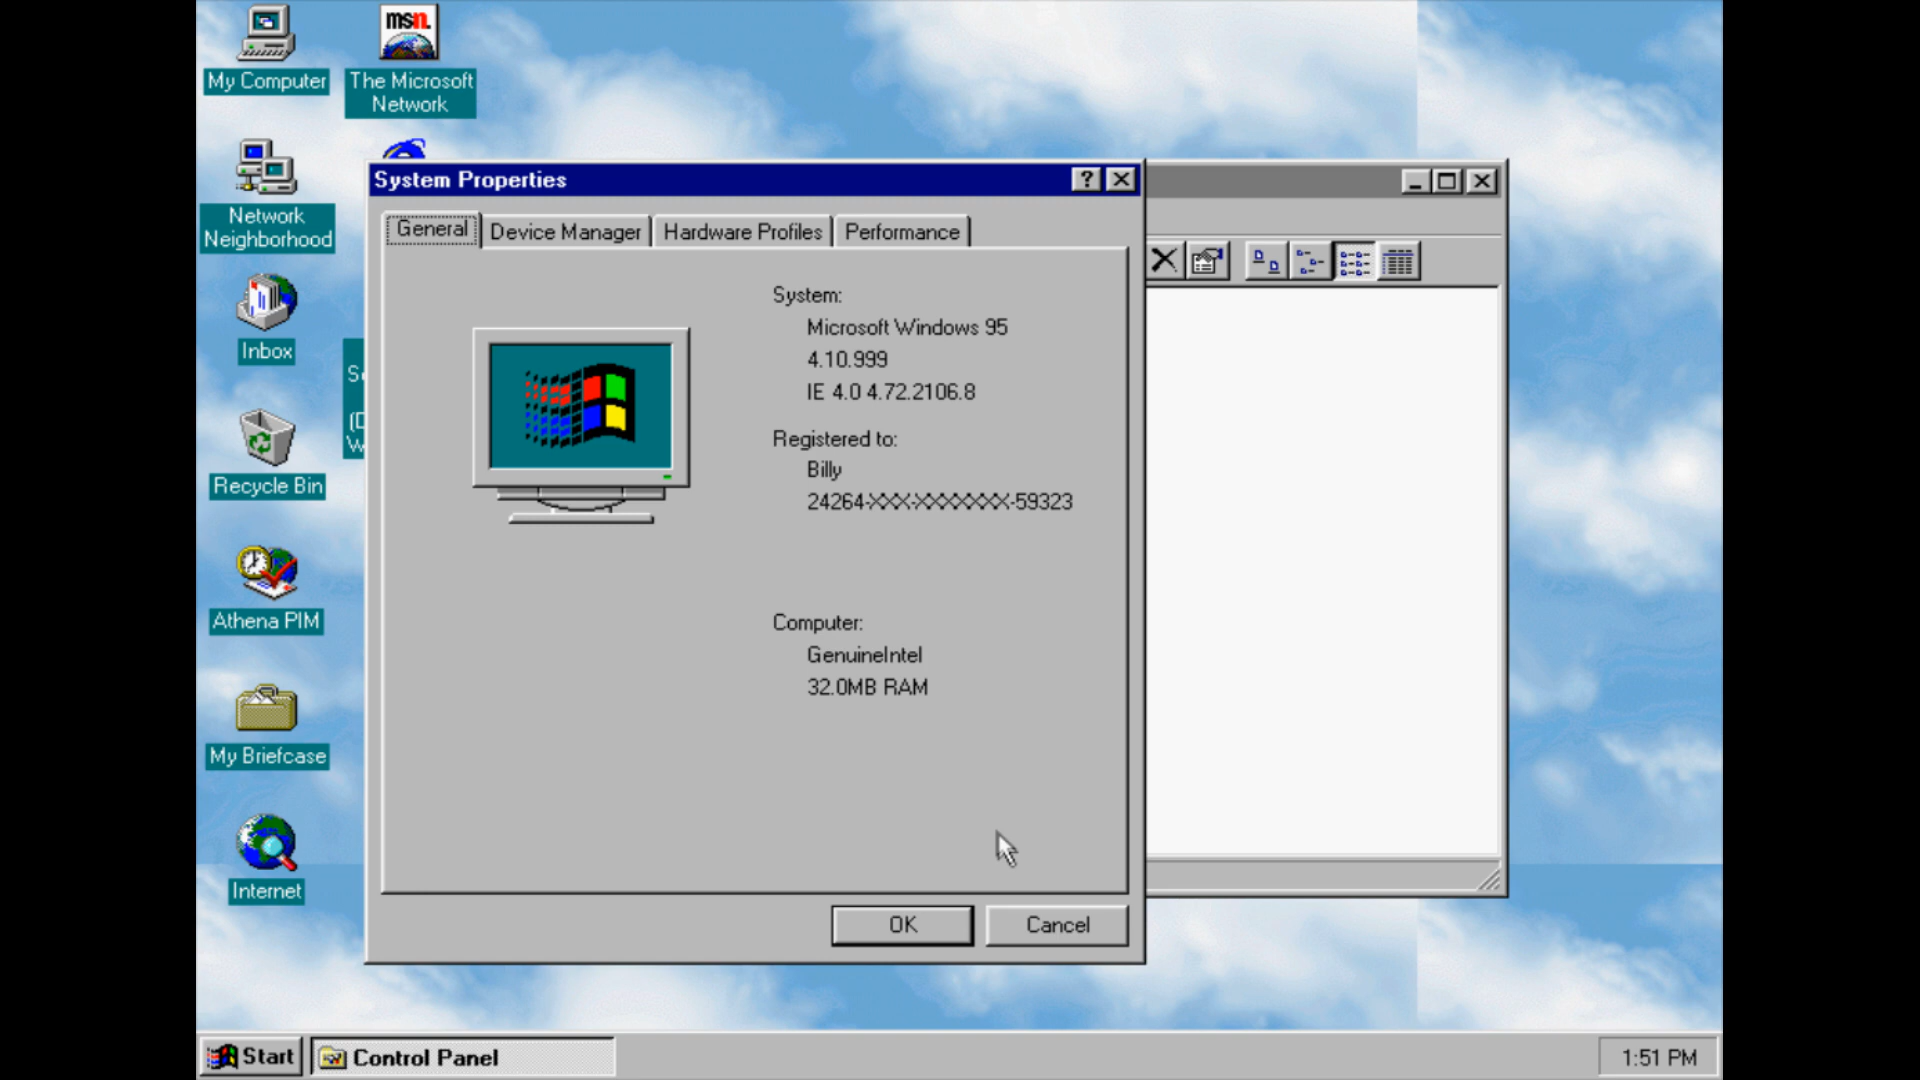 My Computer
msn.
The Microsoft
Network
Network
Neighborhood
Inbox
Recycle Bin
Athena PIM
My Briefcase
Internet
System Properties
General
Device Manager
Hardware Profiles
Performance
System:
Microsoft Windows 95
4.10.999
IE 4.0 4.72.2106.8
Registered to:
Billy
24264-XXX-XXXXXXX-59323
Computer:
GenuineIntel
32.0MB RAM
OK
Cancel
Start
Control Panel
1:51 PM